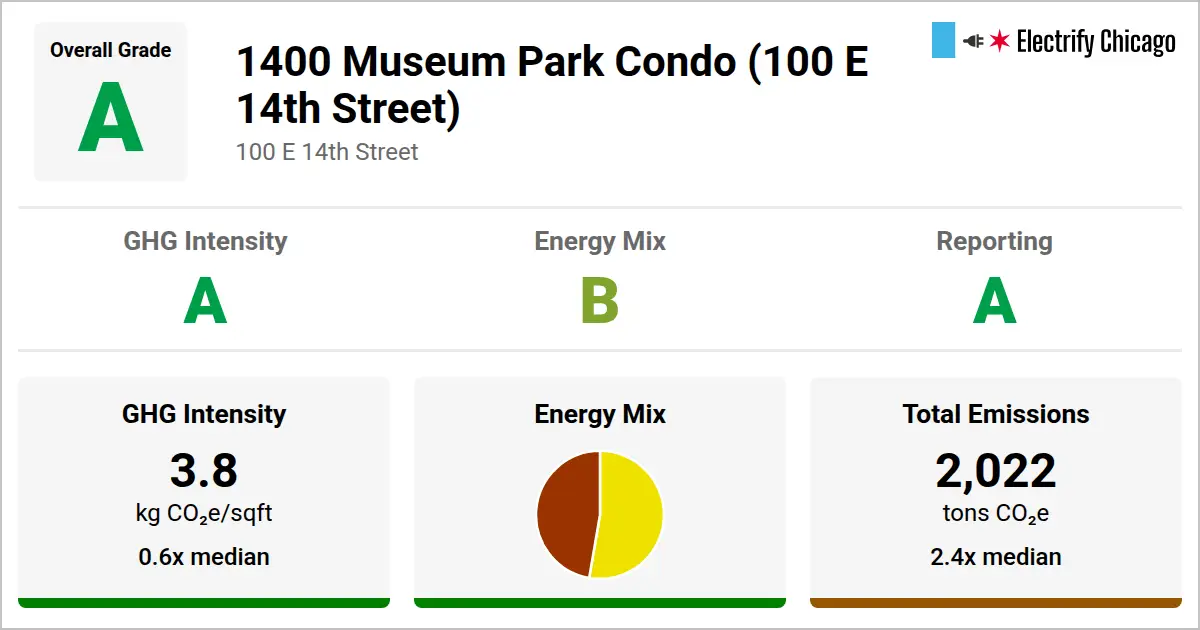 Overall Grade
A
1400 Museum Park Condo (100 E
14th Street)
100 E 14th Street
Electrify Chicago
GHG Intensity
A
Energy Mix
B
Reporting
A
GHG Intensity
3.8
kg CO₂e/sqft
0.6x median
Energy Mix
Total Emissions
2,022
tons CO₂e
2.4x median